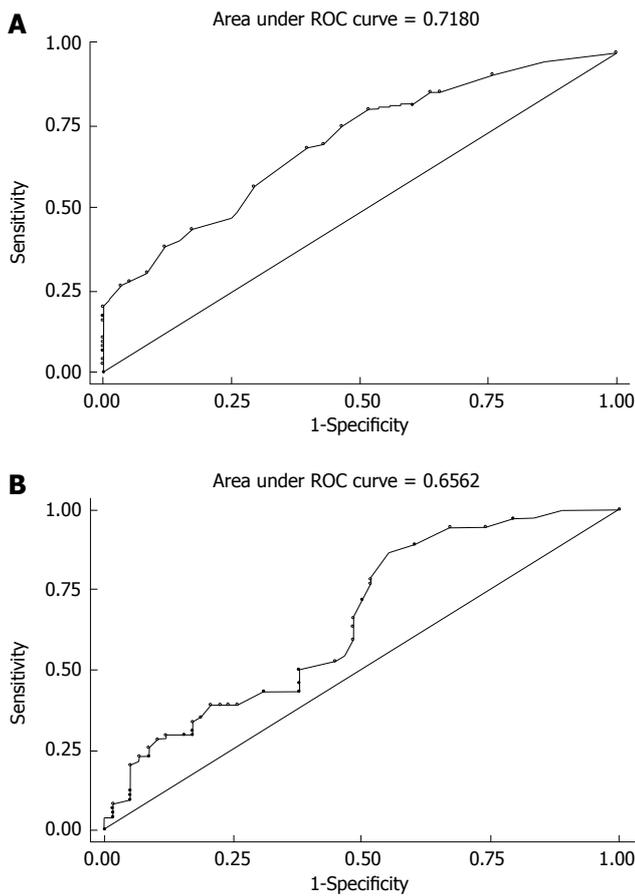 A
Area under ROC curve = 0.7180
1.00
0.75
0.50
0.25
0.00
Sensitivity
0.00 0.25 0.50 0.75 1.00
1-Specificity
B
Area under ROC curve = 0.6562
1.00
0.75
0.50
0.25
0.00
Sensitivity
0.00 0.25 0.50 0.75 1.00
1-Specificity